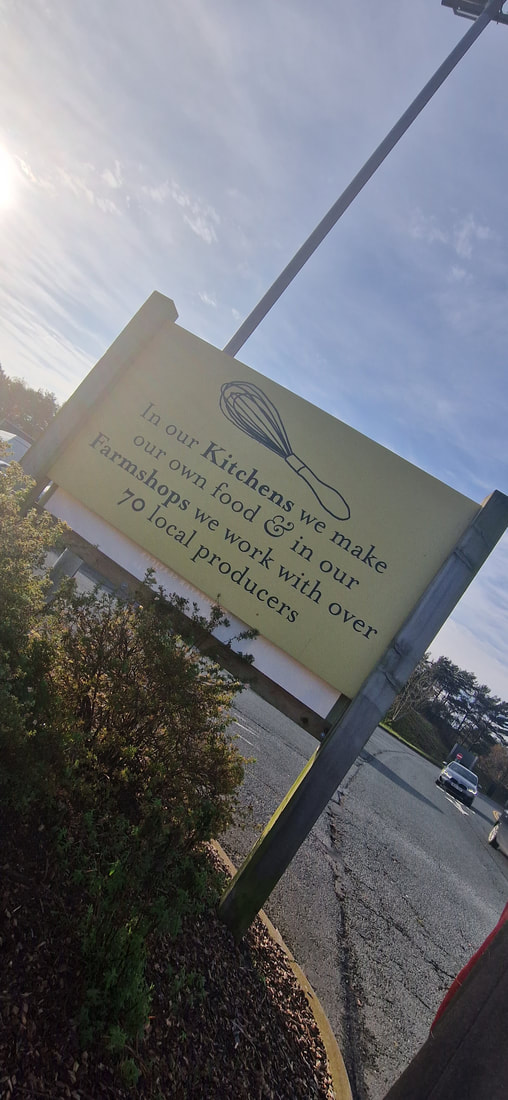 In our Kitchens we make
our own food & in our
Farmshops we work with over
70 local producers